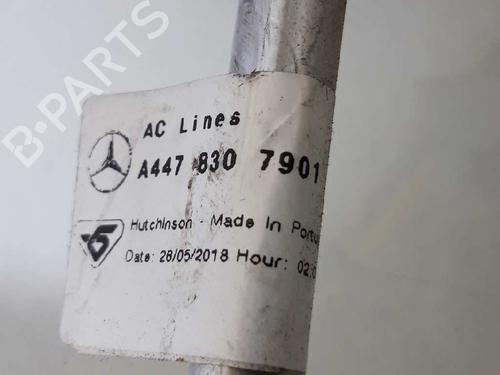 B-PARTS
AC Lines
A447 830 7901
Hutchinson - Made In Portu
Date: 28/05/2018 Hour: 02: